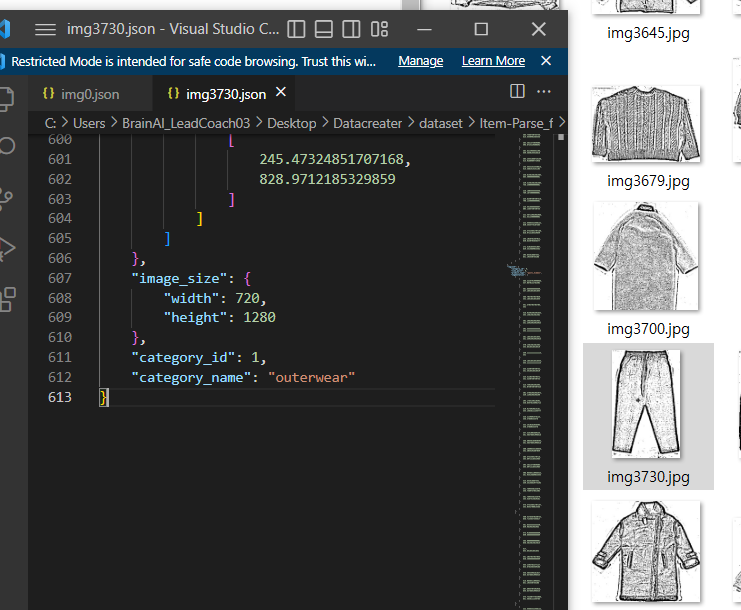 img3730.json - Visual Studio C...
Restricted Mode is intended for safe code browsing. Trust this wi... Manage Learn More
{} img0.json {} img3730.json
C: > Users > BrainAI_LeadCoach03 > Desktop > Datacreater > dataset > Item-Parse_f >
600 [
601 245.47324851707168,
602 828.9712185329859
603 ]
604 ]
605 ]
606 },
607 "image_size": {
608 "width": 720,
609 "height": 1280
610 },
611 "category_id": 1,
612 "category_name": "outerwear"
613 }
img3645.jpg
img3679.jpg
img3700.jpg
img3730.jpg